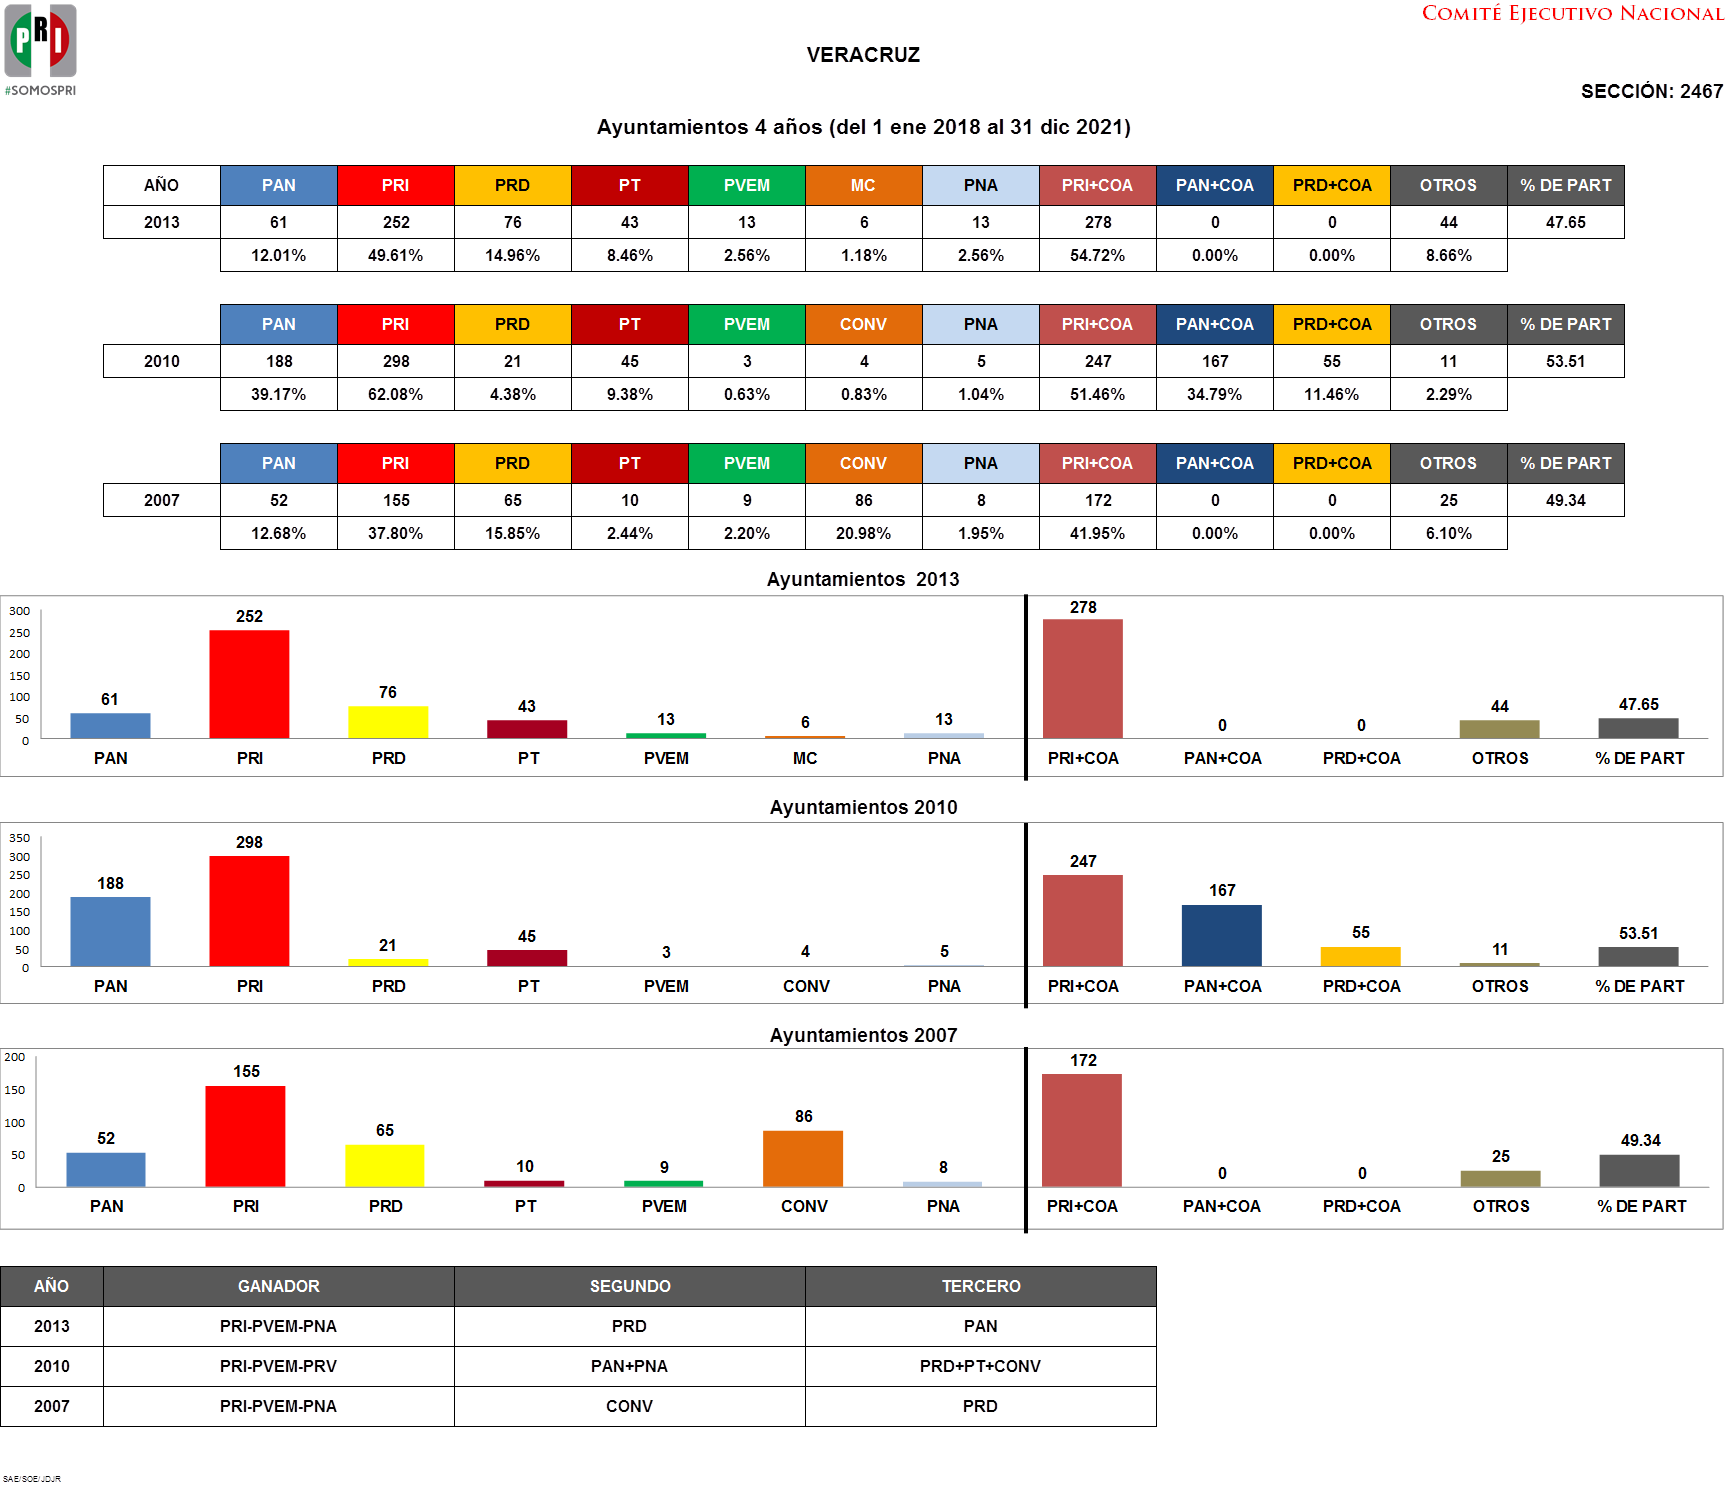 PRI
#SOMOSPRI
COMITÉ EJECUTIVO NACIONAL
VERACRUZ
SECCIÓN: 2467
Ayuntamientos 4 años (del 1 ene 2018 al 31 dic 2021)
AÑO PAN PRI PRD PT PVEM MC PNA PRI+COA PAN+COA PRD+COA OTROS % DE PART
2013 61 252 76 43 13 6 13 278 0 0 44 47.65
12.01% 49.61% 14.96% 8.46% 2.56% 1.18% 2.56% 54.72% 0.00% 0.00% 8.66%
PAN PRI PRD PT PVEM CONV PNA PRI+COA PAN+COA PRD+COA OTROS % DE PART
2010 188 298 21 45 3 4 5 247 167 55 11 53.51
39.17% 62.08% 4.38% 9.38% 0.63% 0.83% 1.04% 51.46% 34.79% 11.46% 2.29%
PAN PRI PRD PT PVEM CONV PNA PRI+COA PAN+COA PRD+COA OTROS % DE PART
2007 52 155 65 10 9 86 8 172 0 0 25 49.34
12.68% 37.80% 15.85% 2.44% 2.20% 20.98% 1.95% 41.95% 0.00% 0.00% 6.10%
Ayuntamientos 2013
300
250
200
150
100
50
0
61 252 76 43 13 6 13 278 0 0 44 47.65
PAN PRI PRD PT PVEM MC PNA PRI+COA PAN+COA PRD+COA OTROS % DE PART
Ayuntamientos 2010
350
300
250
200
150
100
50
0
188 298 21 45 3 4 5 247 167 55 11 53.51
PAN PRI PRD PT PVEM CONV PNA PRI+COA PAN+COA PRD+COA OTROS % DE PART
Ayuntamientos 2007
200
150
100
50
0
52 155 65 10 9 86 8 172 0 0 25 49.34
PAN PRI PRD PT PVEM CONV PNA PRI+COA PAN+COA PRD+COA OTROS % DE PART
AÑO GANADOR SEGUNDO TERCERO
2013 PRI-PVEM-PNA PRD PAN
2010 PRI-PVEM-PRV PAN+PNA PRD+PT+CONV
2007 PRI-PVEM-PNA CONV PRD
SAE/SOE/JDJR